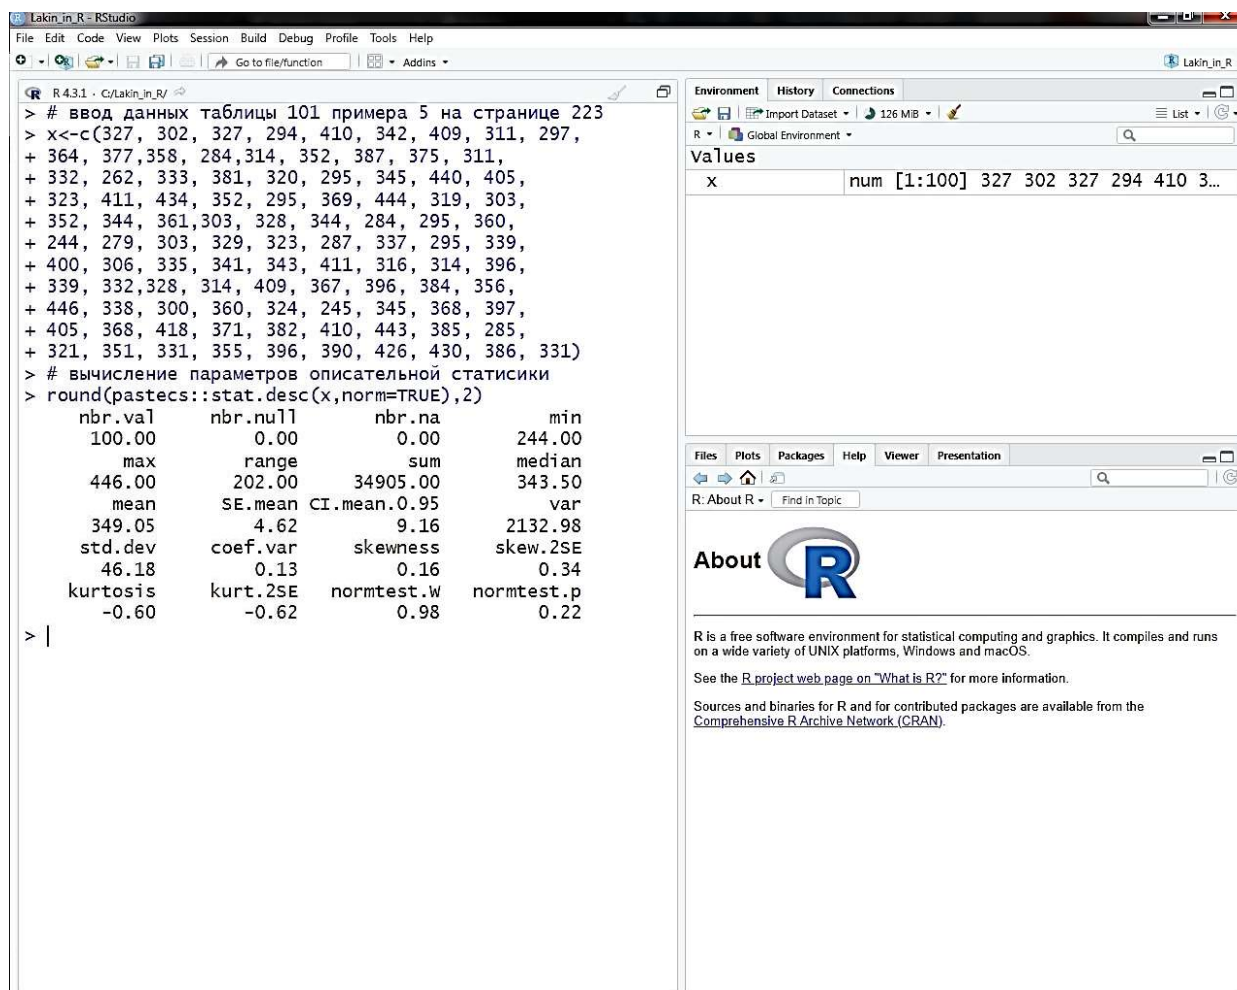 Lakin_in_R - RStudio
File Edit Code View Plots Session Build Debug Profile Tools Help
Go to file/function Addins Lakin_in_R
R 4.3.1 · C:/Lakin_in_R/
> # ввод данных таблицы 101 примера 5 на странице 223
> x<-c(327, 302, 327, 294, 410, 342, 409, 311, 297,
+ 364, 377,358, 284,314, 352, 387, 375, 311,
+ 332, 262, 333, 381, 320, 295, 345, 440, 405,
+ 323, 411, 434, 352, 295, 369, 444, 319, 303,
+ 352, 344, 361,303, 328, 344, 284, 295, 360,
+ 244, 279, 303, 329, 323, 287, 337, 295, 339,
+ 400, 306, 335, 341, 343, 411, 316, 314, 396,
+ 339, 332,328, 314, 409, 367, 396, 384, 356,
+ 446, 338, 300, 360, 324, 245, 345, 368, 397,
+ 405, 368, 418, 371, 382, 410, 443, 385, 285,
+ 321, 351, 331, 355, 396, 390, 426, 430, 386, 331)
> # вычисление параметров описательной статисики
> round(pastecs::stat.desc(x,norm=TRUE),2)
nbr.val nbr.null nbr.na min
100.00 0.00 0.00 244.00
max range sum median
446.00 202.00 34905.00 343.50
mean SE.mean CI.mean.0.95 var
349.05 4.62 9.16 2132.98
std.dev coef.var skewness skew.2SE
46.18 0.13 0.16 0.34
kurtosis kurt.2SE normtest.W normtest.p
-0.60 -0.62 0.98 0.22
>
Environment History Connections
Import Dataset 126 MiB List
R Global Environment
Values
x num [1:100] 327 302 327 294 410 3…
Files Plots Packages Help Viewer Presentation
R: About R Find in Topic
About R
R is a free software environment for statistical computing and graphics. It compiles and runs
on a wide variety of UNIX platforms, Windows and macOS.
See the R project web page on "What is R?" for more information.
Sources and binaries for R and for contributed packages are available from the
Comprehensive R Archive Network (CRAN).